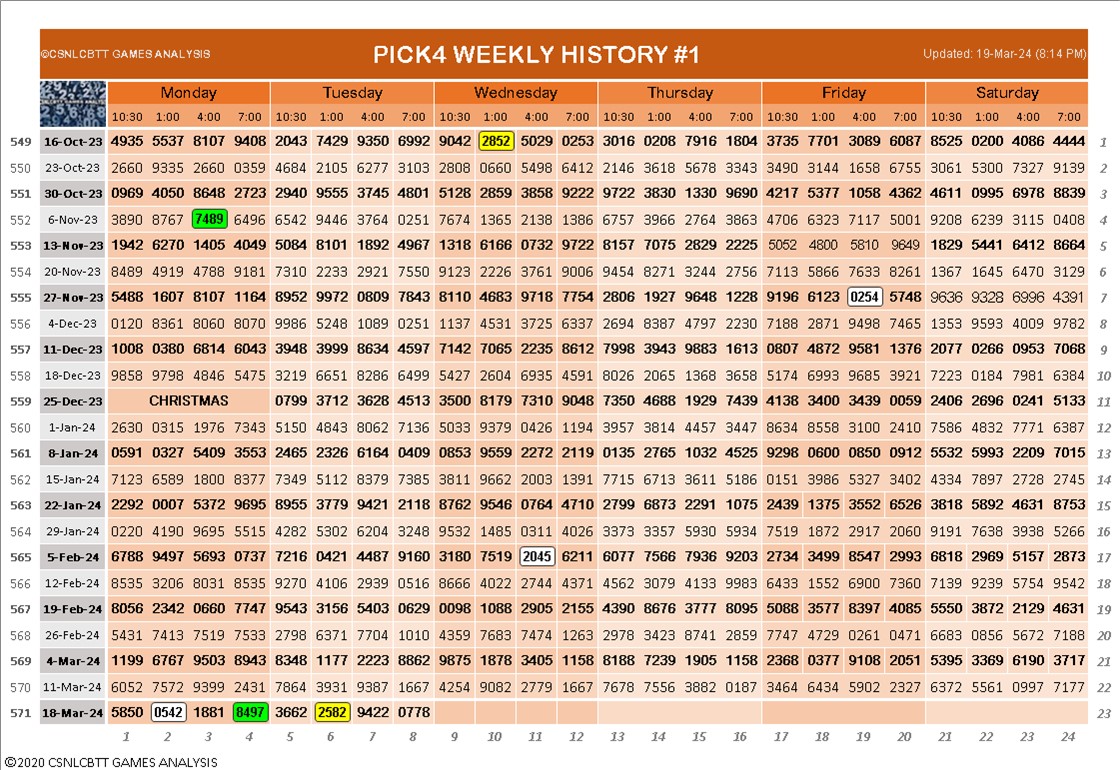 ©CSNLCBTT GAMES ANALYSIS PICK4 WEEKLY HISTORY #1 Updated: 19-Mar-24 (8:14 PM)
Monday Tuesday Wednesday Thursday Friday Saturday
10:30 1:00 4:00 7:00 10:30 1:00 4:00 8:00 10:30 1:00 4:00 7:00 10:30 1:00 4:00 7:00 10:30 1:00 4:00 7:00 10:30 1:00 4:00 7:00
549 16-Oct-23 4935 5537 8107 9408 2043 7429 9350 6992 9042 2852 5029 0253 3016 0208 7916 1804 3735 7701 3089 6087 8525 0200 4086 4444 1
550 23-Oct-23 2660 9335 2660 0359 4684 2105 6277 3103 2808 0660 5498 6412 2146 3618 5678 3343 3490 3144 1658 6755 3061 5300 7327 9139 2
551 30-Oct-23 0969 4050 8648 2723 2940 9555 3745 4801 5128 2859 3858 9222 9722 3830 1330 9690 4217 5377 1058 4362 4611 0995 6978 8839 3
552 6-Nov-23 3890 8767 7489 6496 6542 9446 3764 0251 7674 1365 2138 1386 6757 3966 2764 3863 4706 6323 7117 5001 9208 6239 3115 0408 4
553 13-Nov-23 1942 6270 1405 4049 5084 8101 1892 4967 1318 6166 0732 9722 8157 7075 2829 2225 5052 4800 5810 9649 1829 5441 6412 8664 5
554 20-Nov-23 8489 4919 4788 9181 7310 2233 2921 7550 9123 2226 3761 9006 9454 8271 3244 2756 7113 5866 7633 8261 1367 1645 6470 3129 6
555 27-Nov-23 5488 1607 8107 1164 8952 9972 0809 7843 8110 4683 9718 7754 2806 1927 9648 1228 9196 6123 0254 5748 9636 9328 6996 4391 7
556 4-Dec-23 0120 8361 8060 8070 9986 5248 1089 0251 1137 4531 3725 6337 2694 8387 4797 2230 7188 2871 9498 7465 1353 9593 4009 9782 8
557 11-Dec-23 1008 0380 6814 6043 3948 3999 8634 4597 7142 7065 2235 8612 7998 3943 9883 1613 0807 4872 9581 1376 2077 0266 0953 7068 9
558 18-Dec-23 9858 9798 4846 5475 3219 6651 8286 6499 5427 2604 6935 4591 8026 2065 1368 3658 5174 6993 9685 3921 7223 0184 7981 6384 10
559 25-Dec-23 CHRISTMAS 0799 3712 3628 4513 3500 8179 7310 9048 7350 4688 1929 7439 4138 3400 3439 0059 2406 2696 0241 5133 11
560 1-Jan-24 2630 0315 1976 7343 5150 4843 8062 7136 5033 9379 0426 1194 3957 3814 4457 3447 8634 8558 3100 2410 7586 4832 7771 6387 12
561 8-Jan-24 0591 0327 5409 3553 2465 2326 6164 0409 0853 9559 2272 2119 0135 2765 1032 4525 9298 0600 0850 0912 5532 5993 2209 7015 13
562 15-Jan-24 7123 6589 1800 8377 7349 5112 8379 7385 3811 9662 2003 1391 7715 6713 3611 5186 0151 3986 5327 3402 4334 7897 2728 2745 14
563 22-Jan-24 2292 0007 5372 9695 8955 3779 9421 2118 8762 9546 0764 4710 2799 6873 2291 1075 2439 1375 3552 6526 3818 5892 4631 8753 15
564 29-Jan-24 0220 4190 9695 5515 4282 5302 6204 3248 9532 1485 0311 4026 3373 3357 5930 5934 7519 1872 2917 2060 9191 7638 3938 5266 16
565 5-Feb-24 6788 9497 5693 0737 7216 0421 4487 9160 3180 7519 2045 6211 6077 7566 7936 9203 2734 3499 8547 2993 6818 2969 5157 2873 17
566 12-Feb-24 8535 3206 8031 8535 9270 4106 2939 0516 8666 4022 2744 4371 4562 3079 4133 9983 6433 1552 6900 7360 7139 9239 5754 9542 18
567 19-Feb-24 8056 2342 0660 7747 9543 3156 5403 0629 0098 1088 2905 2155 4390 8676 3777 8095 5088 3577 8397 4085 5550 3872 2129 4631 19
568 26-Feb-24 5431 7413 7519 7533 2798 6371 7704 1010 4359 7683 7474 1263 2978 3423 8741 2859 7747 4729 0261 0471 6683 0856 5672 7188 20
569 4-Mar-24 1199 6767 9503 8943 8348 1177 2223 8862 9875 1878 3405 1158 8188 7239 1905 1158 2368 0377 9108 2051 5395 3369 6190 3717 21
570 11-Mar-24 6052 7572 9399 2431 7864 3931 9387 1667 4254 9082 2779 1667 7678 7556 3882 0187 3464 6434 5902 2327 6372 5561 0997 7177 22
571 18-Mar-24 5850 0542 1881 8497 3662 2582 9422 0778 23
1 2 3 4 5 6 7 8 9 10 11 12 13 14 15 16 17 18 19 20 21 22 23 24
©2020 CSNLCBTT GAMES ANALYSIS